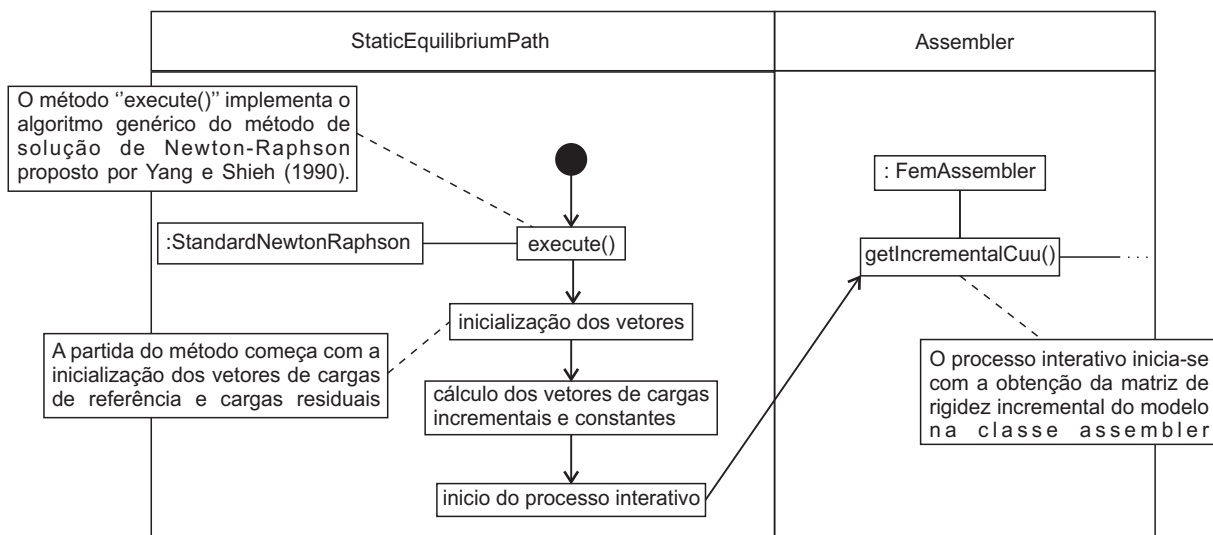 StaticEquilibriumPath
Assembler
O método ‘’execute()’’ implementa o
algoritmo genérico do método de
solução de Newton-Raphson
proposto por Yang e Shieh (1990).
: FemAssembler
:StandardNewtonRaphson
execute()
getIncrementalCuu()
...
inicialização dos vetores
A partida do método começa com a
inicialização dos vetores de cargas
de referência e cargas residuais
cálculo dos vetores de cargas
incrementais e constantes
O processo interativo inicia-se
com a obtenção da matriz de
rigidez incremental do modelo
na classe assembler
inicio do processo interativo